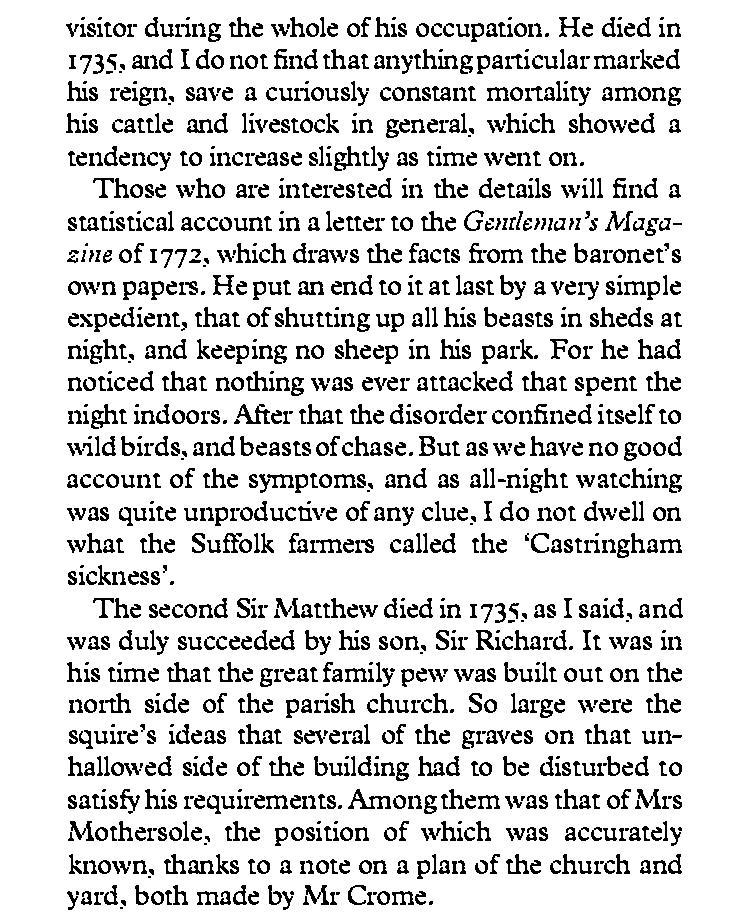 visitor during the whole of his occupation. He died in
1735, and I do not find that anything particular marked
his reign, save a curiously constant mortality among
his cattle and livestock in general, which showed a
tendency to increase slightly as time went on.
Those who are interested in the details will find a
statistical account in a letter to the Gentleman's Maga-
zine of 1772, which draws the facts from the baronet's
own papers. He put an end to it at last by a very simple
expedient, that of shutting up all his beasts in sheds at
night, and keeping no sheep in his park. For he had
noticed that nothing was ever attacked that spent the
night indoors. After that the disorder confined itself to
wild birds, and beasts of chase. But as we have no good
account of the symptoms, and as all-night watching
was quite unproductive of any clue, I do not dwell on
what the Suffolk farmers called the ‘Castringham
sickness’.
The second Sir Matthew died in 1735, as I said, and
was duly succeeded by his son, Sir Richard. It was in
his time that the great family pew was built out on the
north side of the parish church. So large were the
squire's ideas that several of the graves on that un-
hallowed side of the building had to be disturbed to
satisfy his requirements. Among them was that of Mrs
Mothersole, the position of which was accurately
known, thanks to a note on a plan of the church and
yard, both made by Mr Crome.